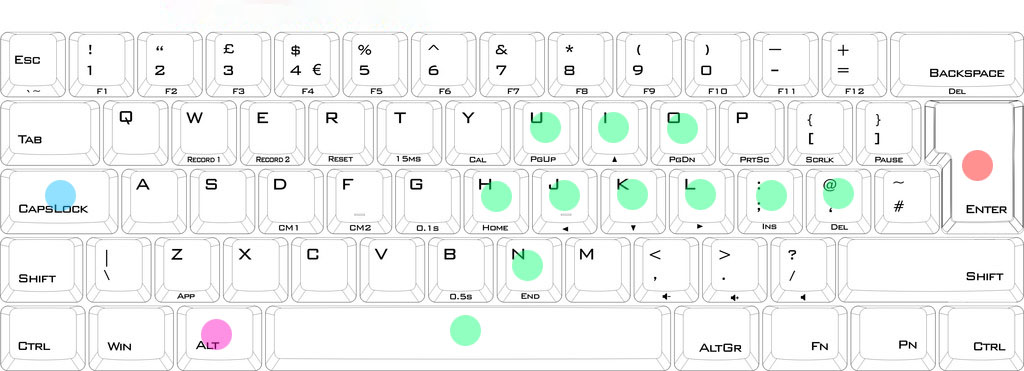 ! “ £ $ % ^ & * ( ) — +
Esc 1 2 3 4 € 5 6 7 8 9 0 - = Backspace
` ~ F1 F2 F3 F4 F5 F6 F7 F8 F9 F10 F11 F12 Del
Q W E R T Y U I O P { }
Tab [ ]
Record 1 Record 2 Reset 15ms Cal PgUp ▲ PgDn PrtSc ScrLk Pause
A S D F G H J K L : @ ~
CapsLock ; ‘ # Enter
CM1 CM2 0.1s Home ◄ ▼ ► Ins Del
| Z X C V B N M < > ?
Shift \ , . / Shift
App 0.5s End
Ctrl Win Alt AltGr Fn Pn Ctrl